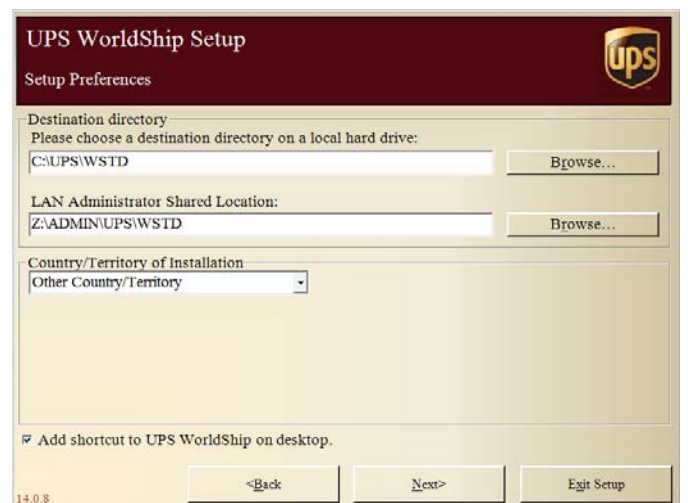 UPS WorldShip Setup
ups
Setup Preferences
Destination directory
Please choose a destination directory on a local hard drive:
C:\UPS\WSTD
Browse...
LAN Administrator Shared Location:
Z:\ADMIN\UPS\WSTD
Browse...
Country/Territory of Installation
Other Country/Territory
Add shortcut to UPS WorldShip on desktop.
14.0.8
<Back
Next>
Exit Setup